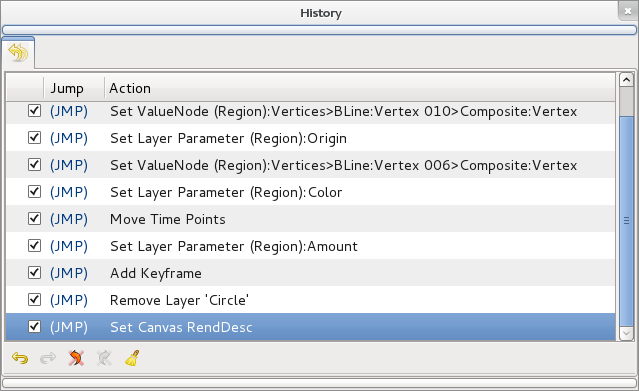 History
Jump Action
(JMP) Set ValueNode (Region):Vertices>BLine:Vertex 010>Composite:Vertex
(JMP) Set Layer Parameter (Region):Origin
(JMP) Set ValueNode (Region):Vertices>BLine:Vertex 006>Composite:Vertex
(JMP) Set Layer Parameter (Region):Color
(JMP) Move Time Points
(JMP) Set Layer Parameter (Region):Amount
(JMP) Add Keyframe
(JMP) Remove Layer 'Circle'
(JMP) Set Canvas RendDesc